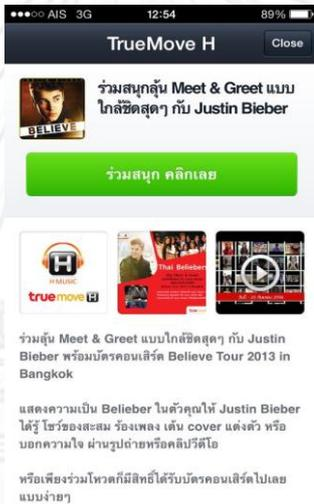 AIS 3G 12:54 89%
TrueMove H
Close
BELIEVE
ร่วมสนุกลุ้น Meet & Greet แบบ
ใกล้ชิดสุดๆ กับ Justin Bieber
ร่วมสนุก คลิกเลย
H
H MUSIC
truemove H
Thai Beliebers
ร่วมลุ้น Meet & Greet แบบใกล้ชิดสุดๆ กับ Justin
Bieber พร้อมบัตรคอนเสิร์ต Believe Tour 2013 in
Bangkok
แสดงความเป็น Belieber ในตัวคุณให้ Justin Bieber
ได้รู้ โชว์ของสะสม ร้องเพลง เต้น cover แต่งตัว หรือ
บอกความใจ ผ่านรูปถ่ายหรือคลิปวีดีโอ
หรือเพียงร่วมโหวตก็มีสิทธิ์ได้รับบัตรคอนเสิร์ตไปเลย
แบบง่ายๆ